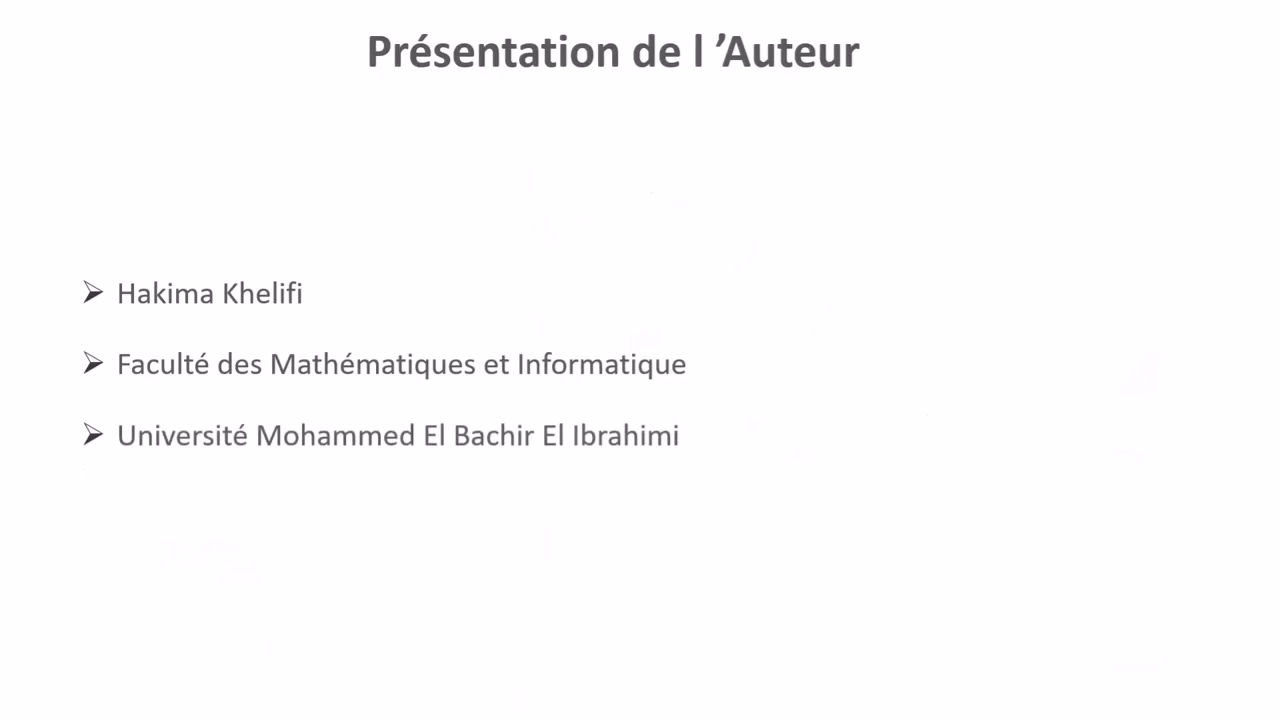 Présentation de l ’Auteur
Hakima Khelifi
Faculté des Mathématiques et Informatique
Université Mohammed El Bachir El Ibrahimi